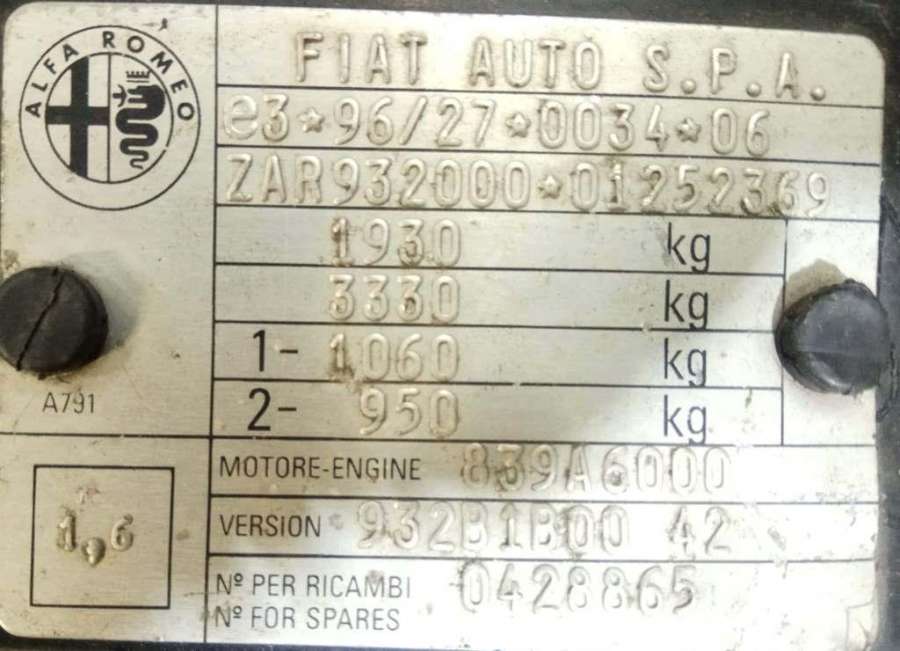 ALFA ROMEO
FIAT AUTO S.P.A.
e3*96/27*0034*06
ZAR932000*01252369
1930 kg
3330 kg
1- 1060 kg
2- 950 kg
A791
MOTORE-ENGINE 839A6000
VERSION 932B1B00 42
1,6
Nº PER RICAMBI 0428865
Nº FOR SPARES